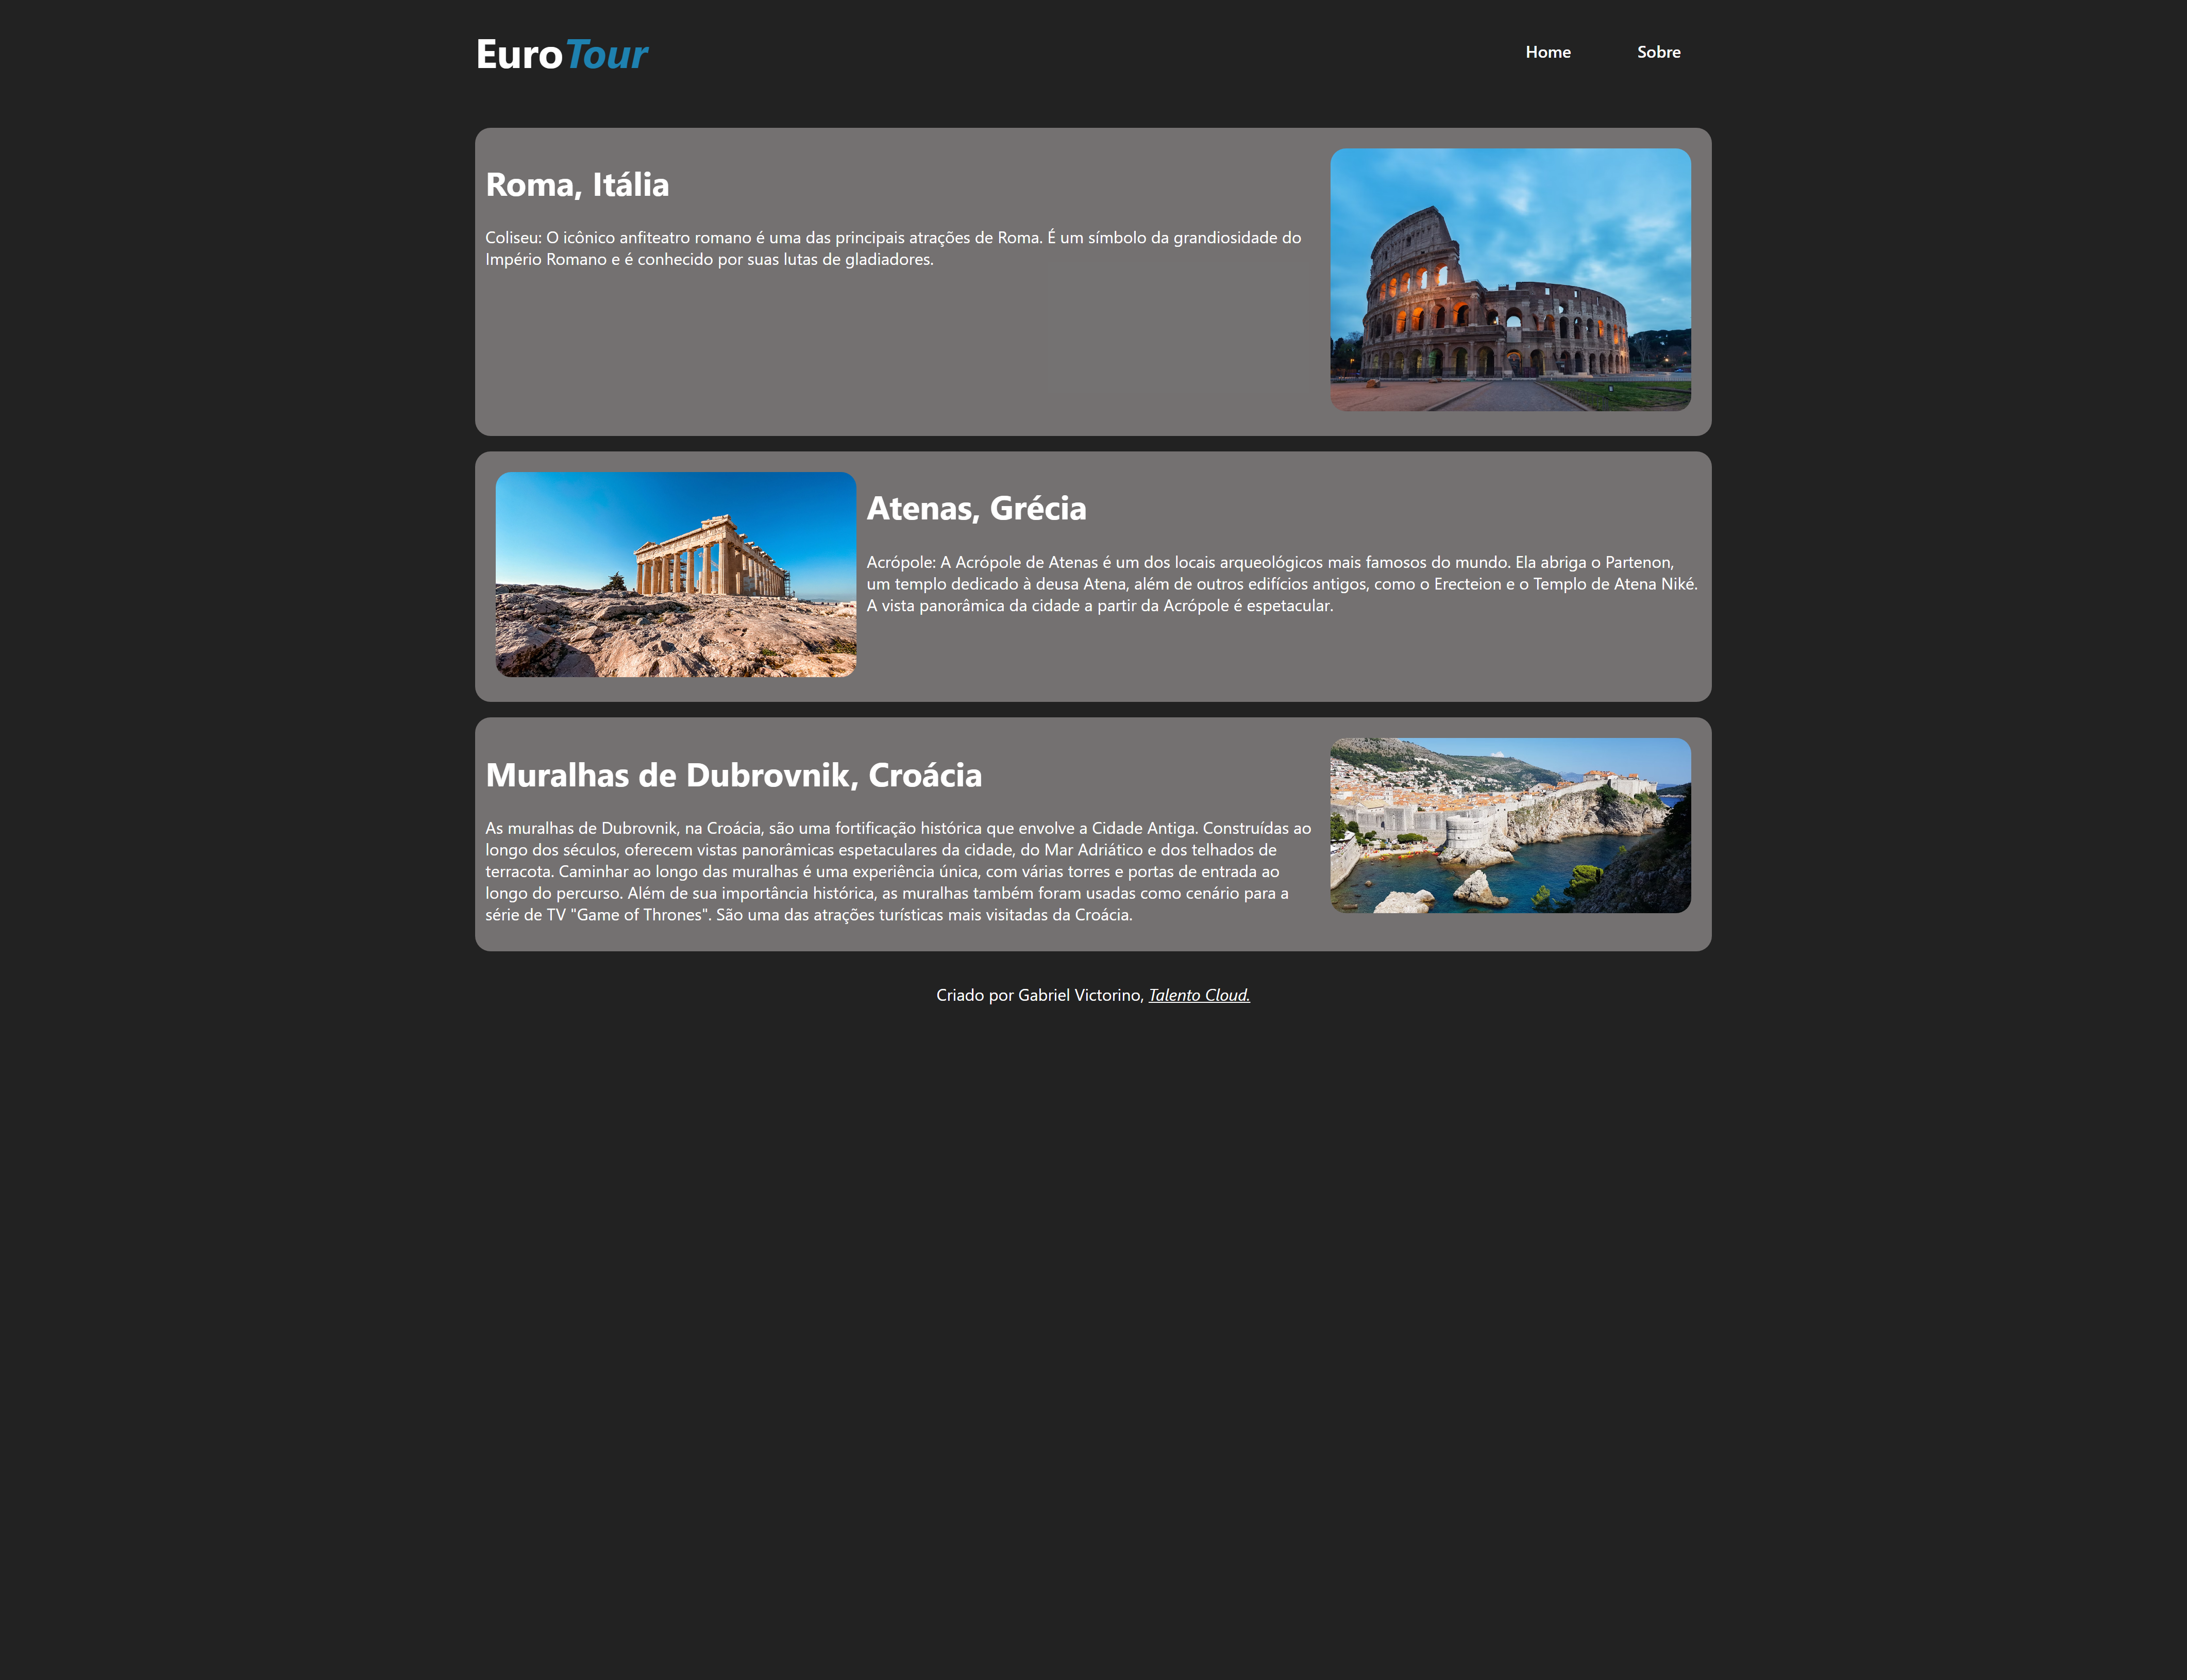 EuroTour
Home
Sobre
Roma, Itália
Coliseu: O icônico anfiteatro romano é uma das principais atrações de Roma. É um símbolo da grandiosidade do
Império Romano e é conhecido por suas lutas de gladiadores.
Atenas, Grécia
Acrópole: A Acrópole de Atenas é um dos locais arqueológicos mais famosos do mundo. Ela abriga o Partenon,
um templo dedicado à deusa Atena, além de outros edifícios antigos, como o Erecteion e o Templo de Atena Niké.
A vista panorâmica da cidade a partir da Acrópole é espetacular.
Muralhas de Dubrovnik, Croácia
As muralhas de Dubrovnik, na Croácia, são uma fortificação histórica que envolve a Cidade Antiga. Construídas ao
longo dos séculos, oferecem vistas panorâmicas espetaculares da cidade, do Mar Adriático e dos telhados de
terracota. Caminhar ao longo das muralhas é uma experiência única, com várias torres e portas de entrada ao
longo do percurso. Além de sua importância histórica, as muralhas também foram usadas como cenário para a
série de TV "Game of Thrones". São uma das atrações turísticas mais visitadas da Croácia.
Criado por Gabriel Victorino, Talento Cloud.